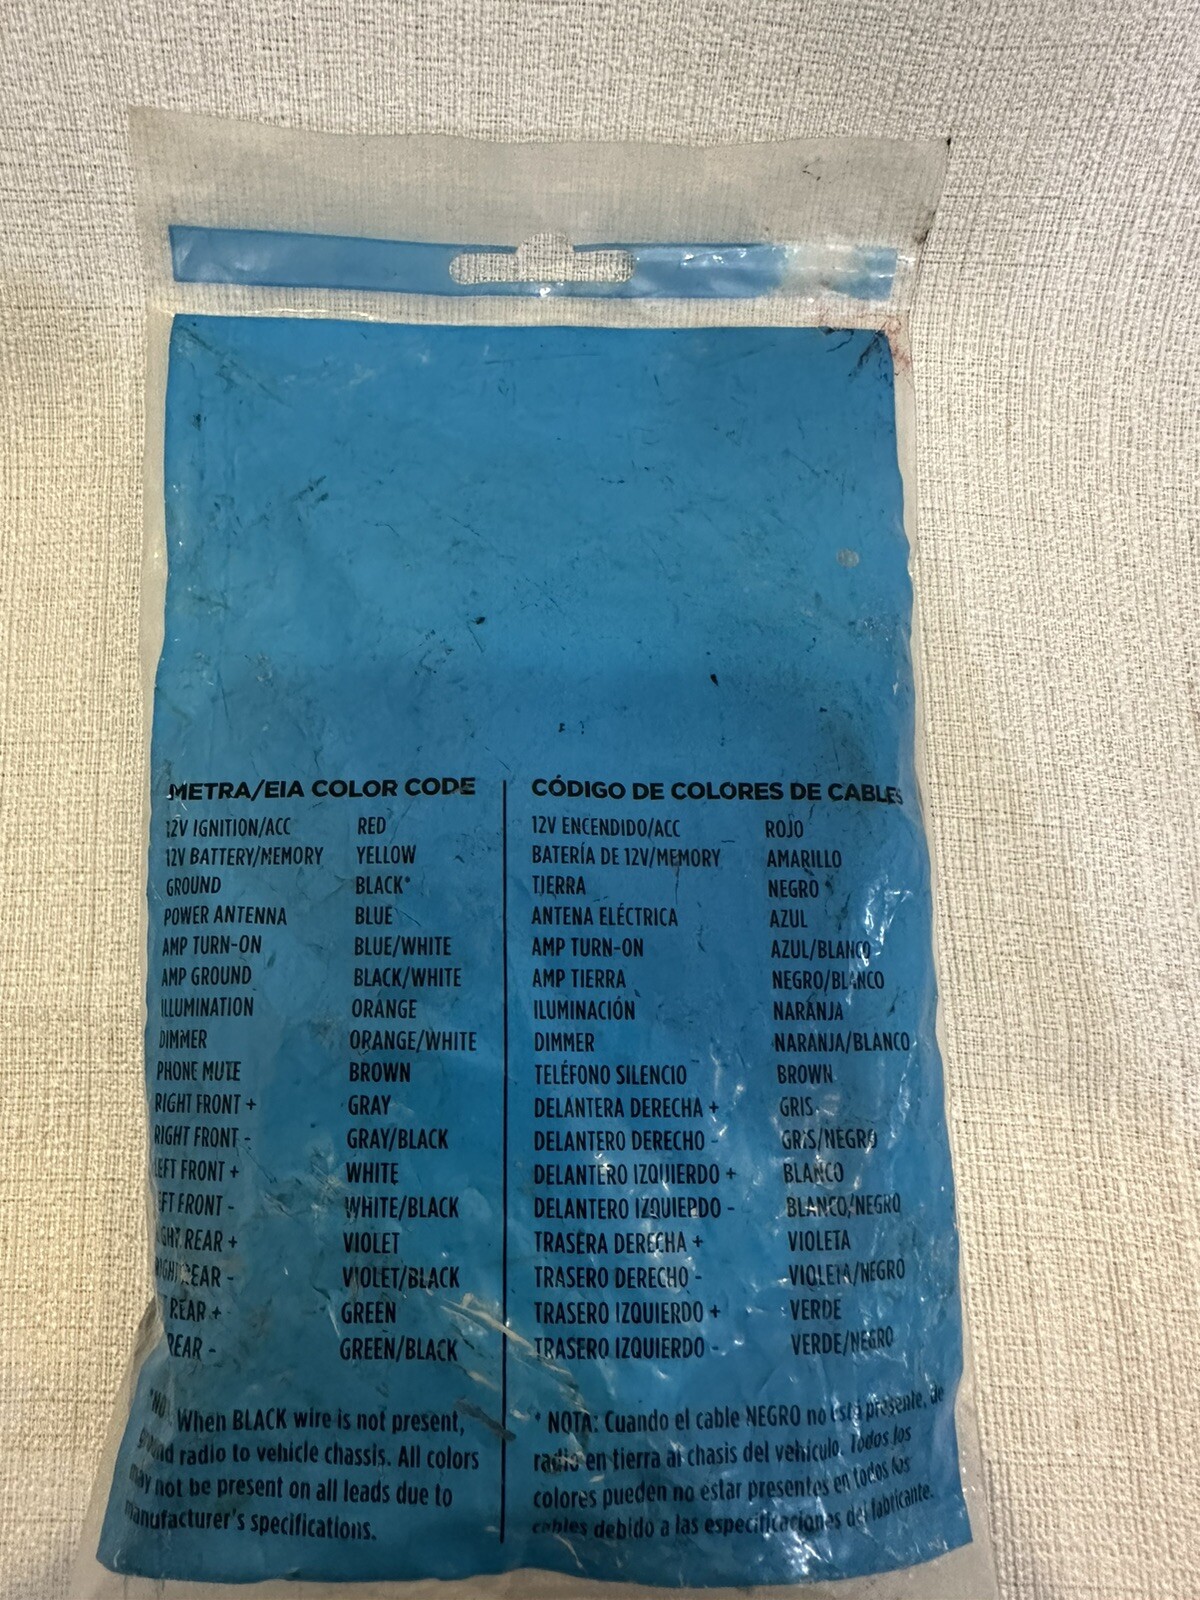 METRA/EIA COLOR CODE
12V IGNITION/ACC RED
12V BATTERY/MEMORY YELLOW
GROUND BLACK*
POWER ANTENNA BLUE
AMP TURN-ON BLUE/WHITE
AMP GROUND BLACK/WHITE
ILLUMINATION ORANGE
DIMMER ORANGE/WHITE
PHONE MUTE BROWN
RIGHT FRONT + GRAY
RIGHT FRONT - GRAY/BLACK
LEFT FRONT + WHITE
LEFT FRONT - WHITE/BLACK
RIGHT REAR + VIOLET
RIGHT REAR - VIOLET/BLACK
REAR + GREEN
REAR - GREEN/BLACK
When BLACK wire is not present,
ground radio to vehicle chassis. All colors
may not be present on all leads due to
manufacturer's specifications.
CÓDIGO DE COLORES DE CABLES
12V ENCENDIDO/ACC ROJO
BATERÍA DE 12V/MEMORY AMARILLO
TIERRA NEGRO *
ANTENA ELÉCTRICA AZUL
AMP TURN-ON AZUL/BLANCO
AMP TIERRA NEGRO/BLANCO
ILUMINACIÓN NARANJA
DIMMER NARANJA/BLANCO
TELÉFONO SILENCIO BROWN
DELANTERA DERECHA + GRIS
DELANTERO DERECHO - GRIS/NEGRO
DELANTERO IZQUIERDO + BLANCO
DELANTERO IZQUIERDO - BLANCO/NEGRO
TRASERA DERECHA + VIOLETA
TRASERO DERECHO - VIOLETA/NEGRO
TRASERO IZQUIERDO + VERDE
TRASERO IZQUIERDO - VERDE/NEGRO
* NOTA: Cuando el cable NEGRO no está presente, de
radio en tierra al chasis del vehículo. Todos los
colores pueden no estar presentes en todos los
cables debido a las especificaciones del fabricante.